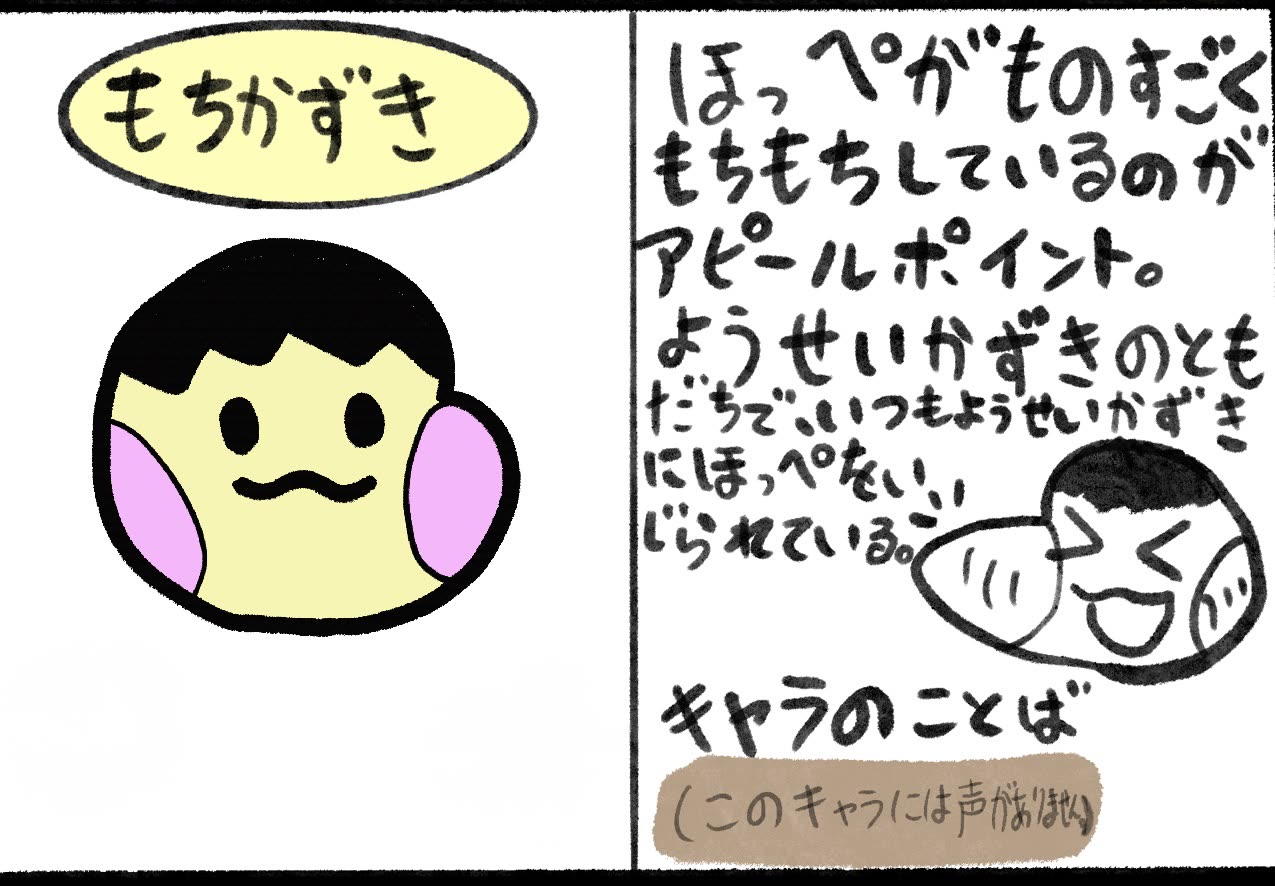 もちかずき
ほっぺがものすごく
もちもちしているのが
アピールポイント。
ようせいかずきのとも
だちで、いつもようせいかずき
にほっぺをい
じられている。
キャラのことば
(このキャラには声がありません。)